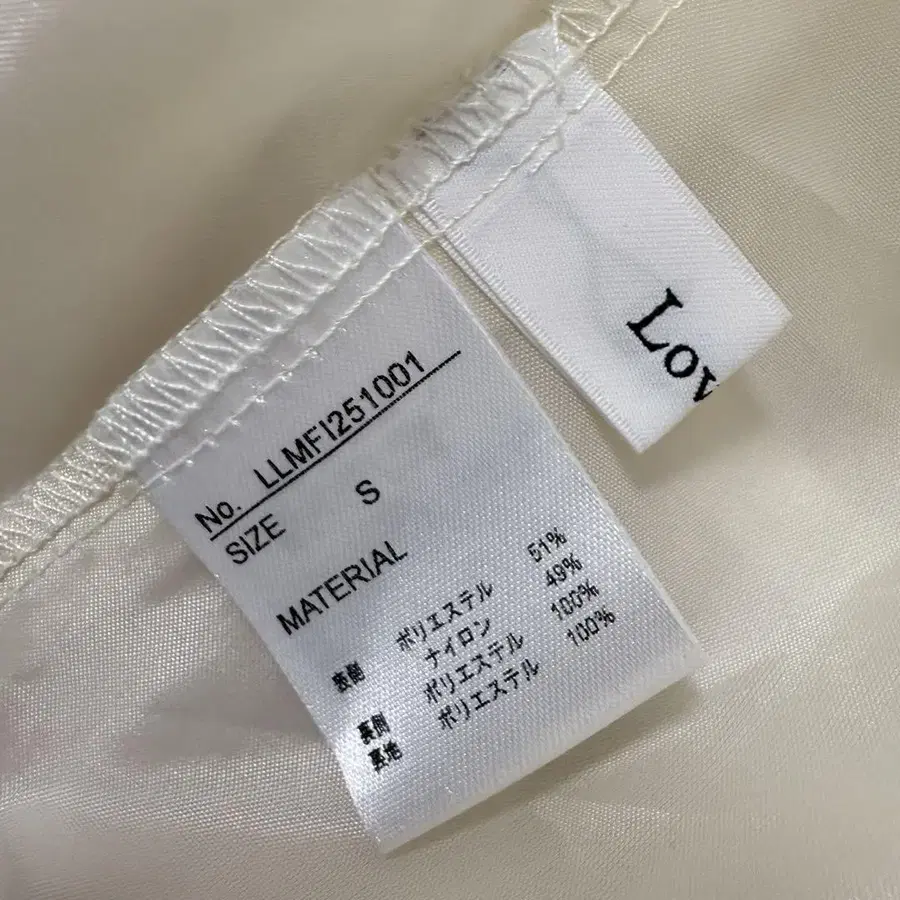 No. LLMFI251001
SIZE S
MATERIAL
表側 ポリエステル 51%
ナイロン 49%
裏側 ポリエステル 100%
裏地 ポリエステル 100%
Lov